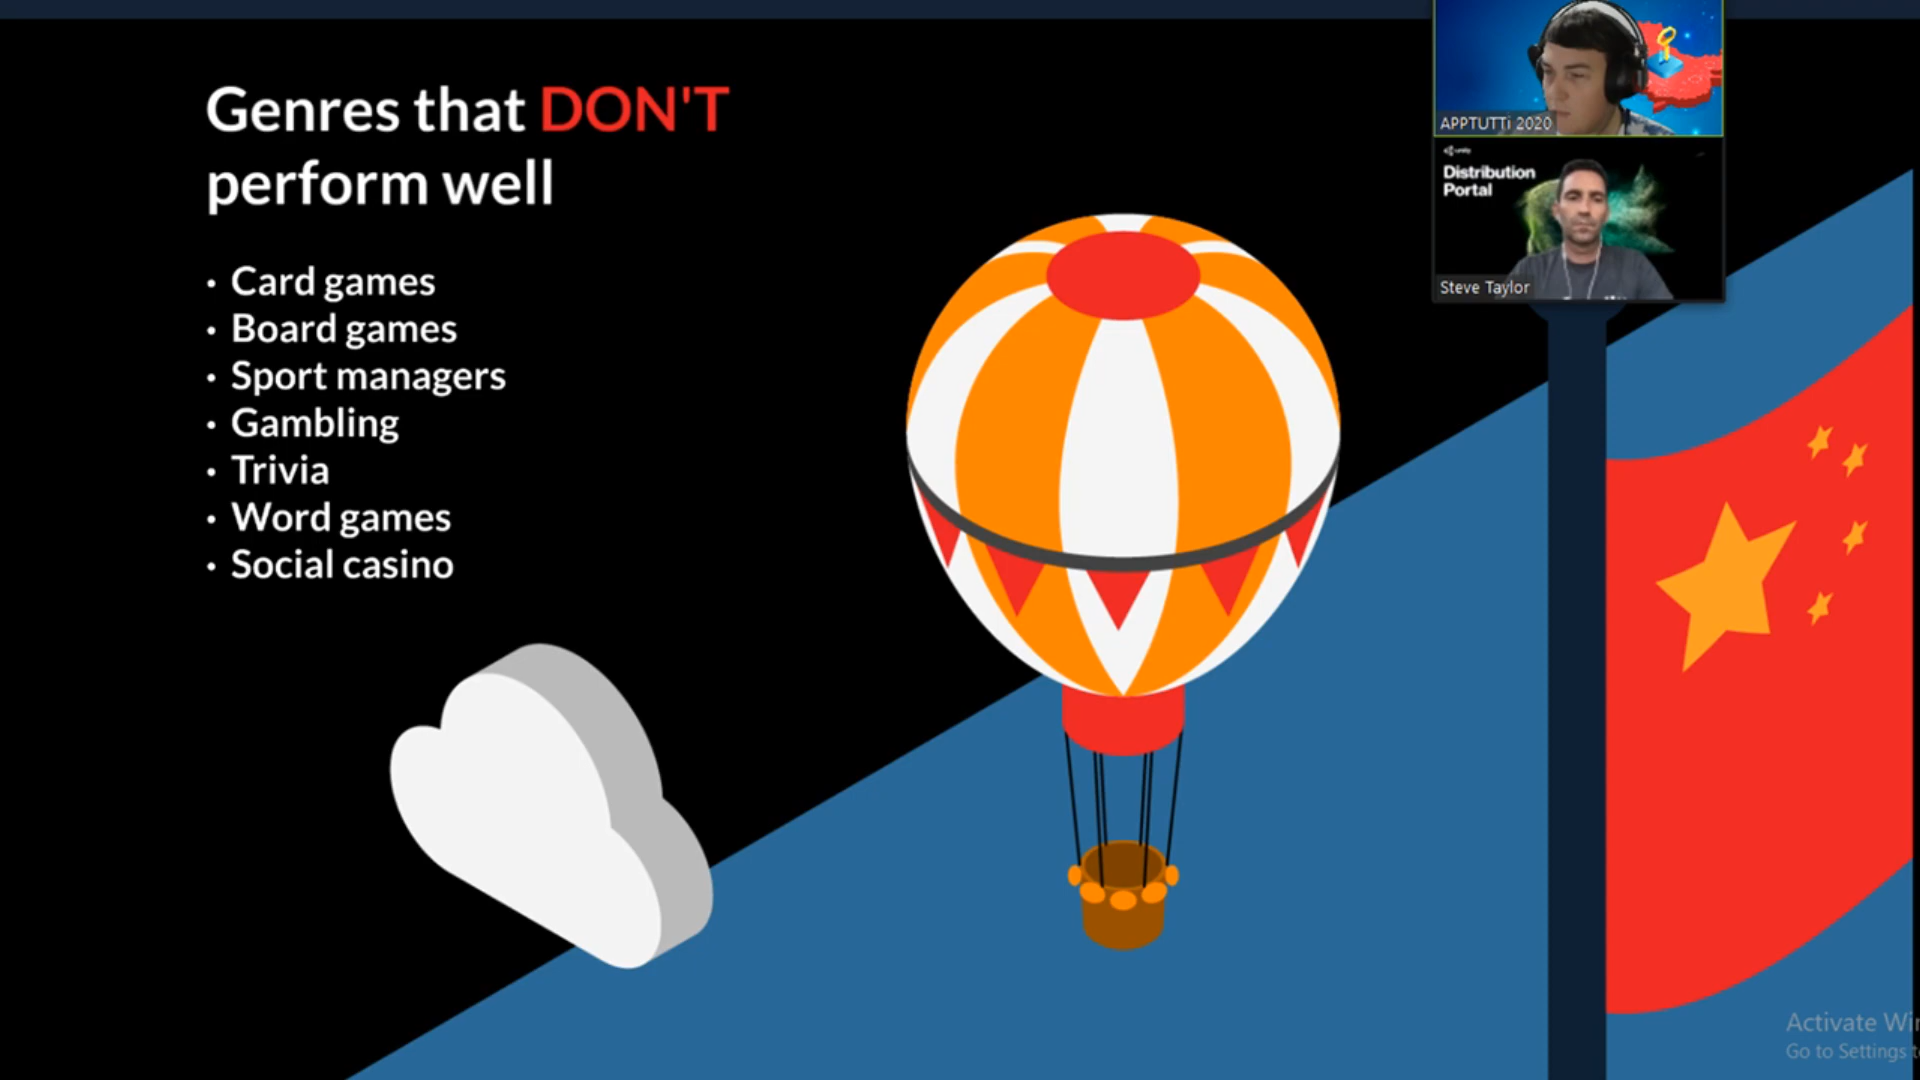 Genres that DON'T
perform well
• Card games
• Board games
• Sport managers
• Gambling
• Trivia
• Word games
• Social casino
APPTUTTi 2020
unity
Distribution
Portal
Steve Taylor
Activate Wi
Go to Settings t